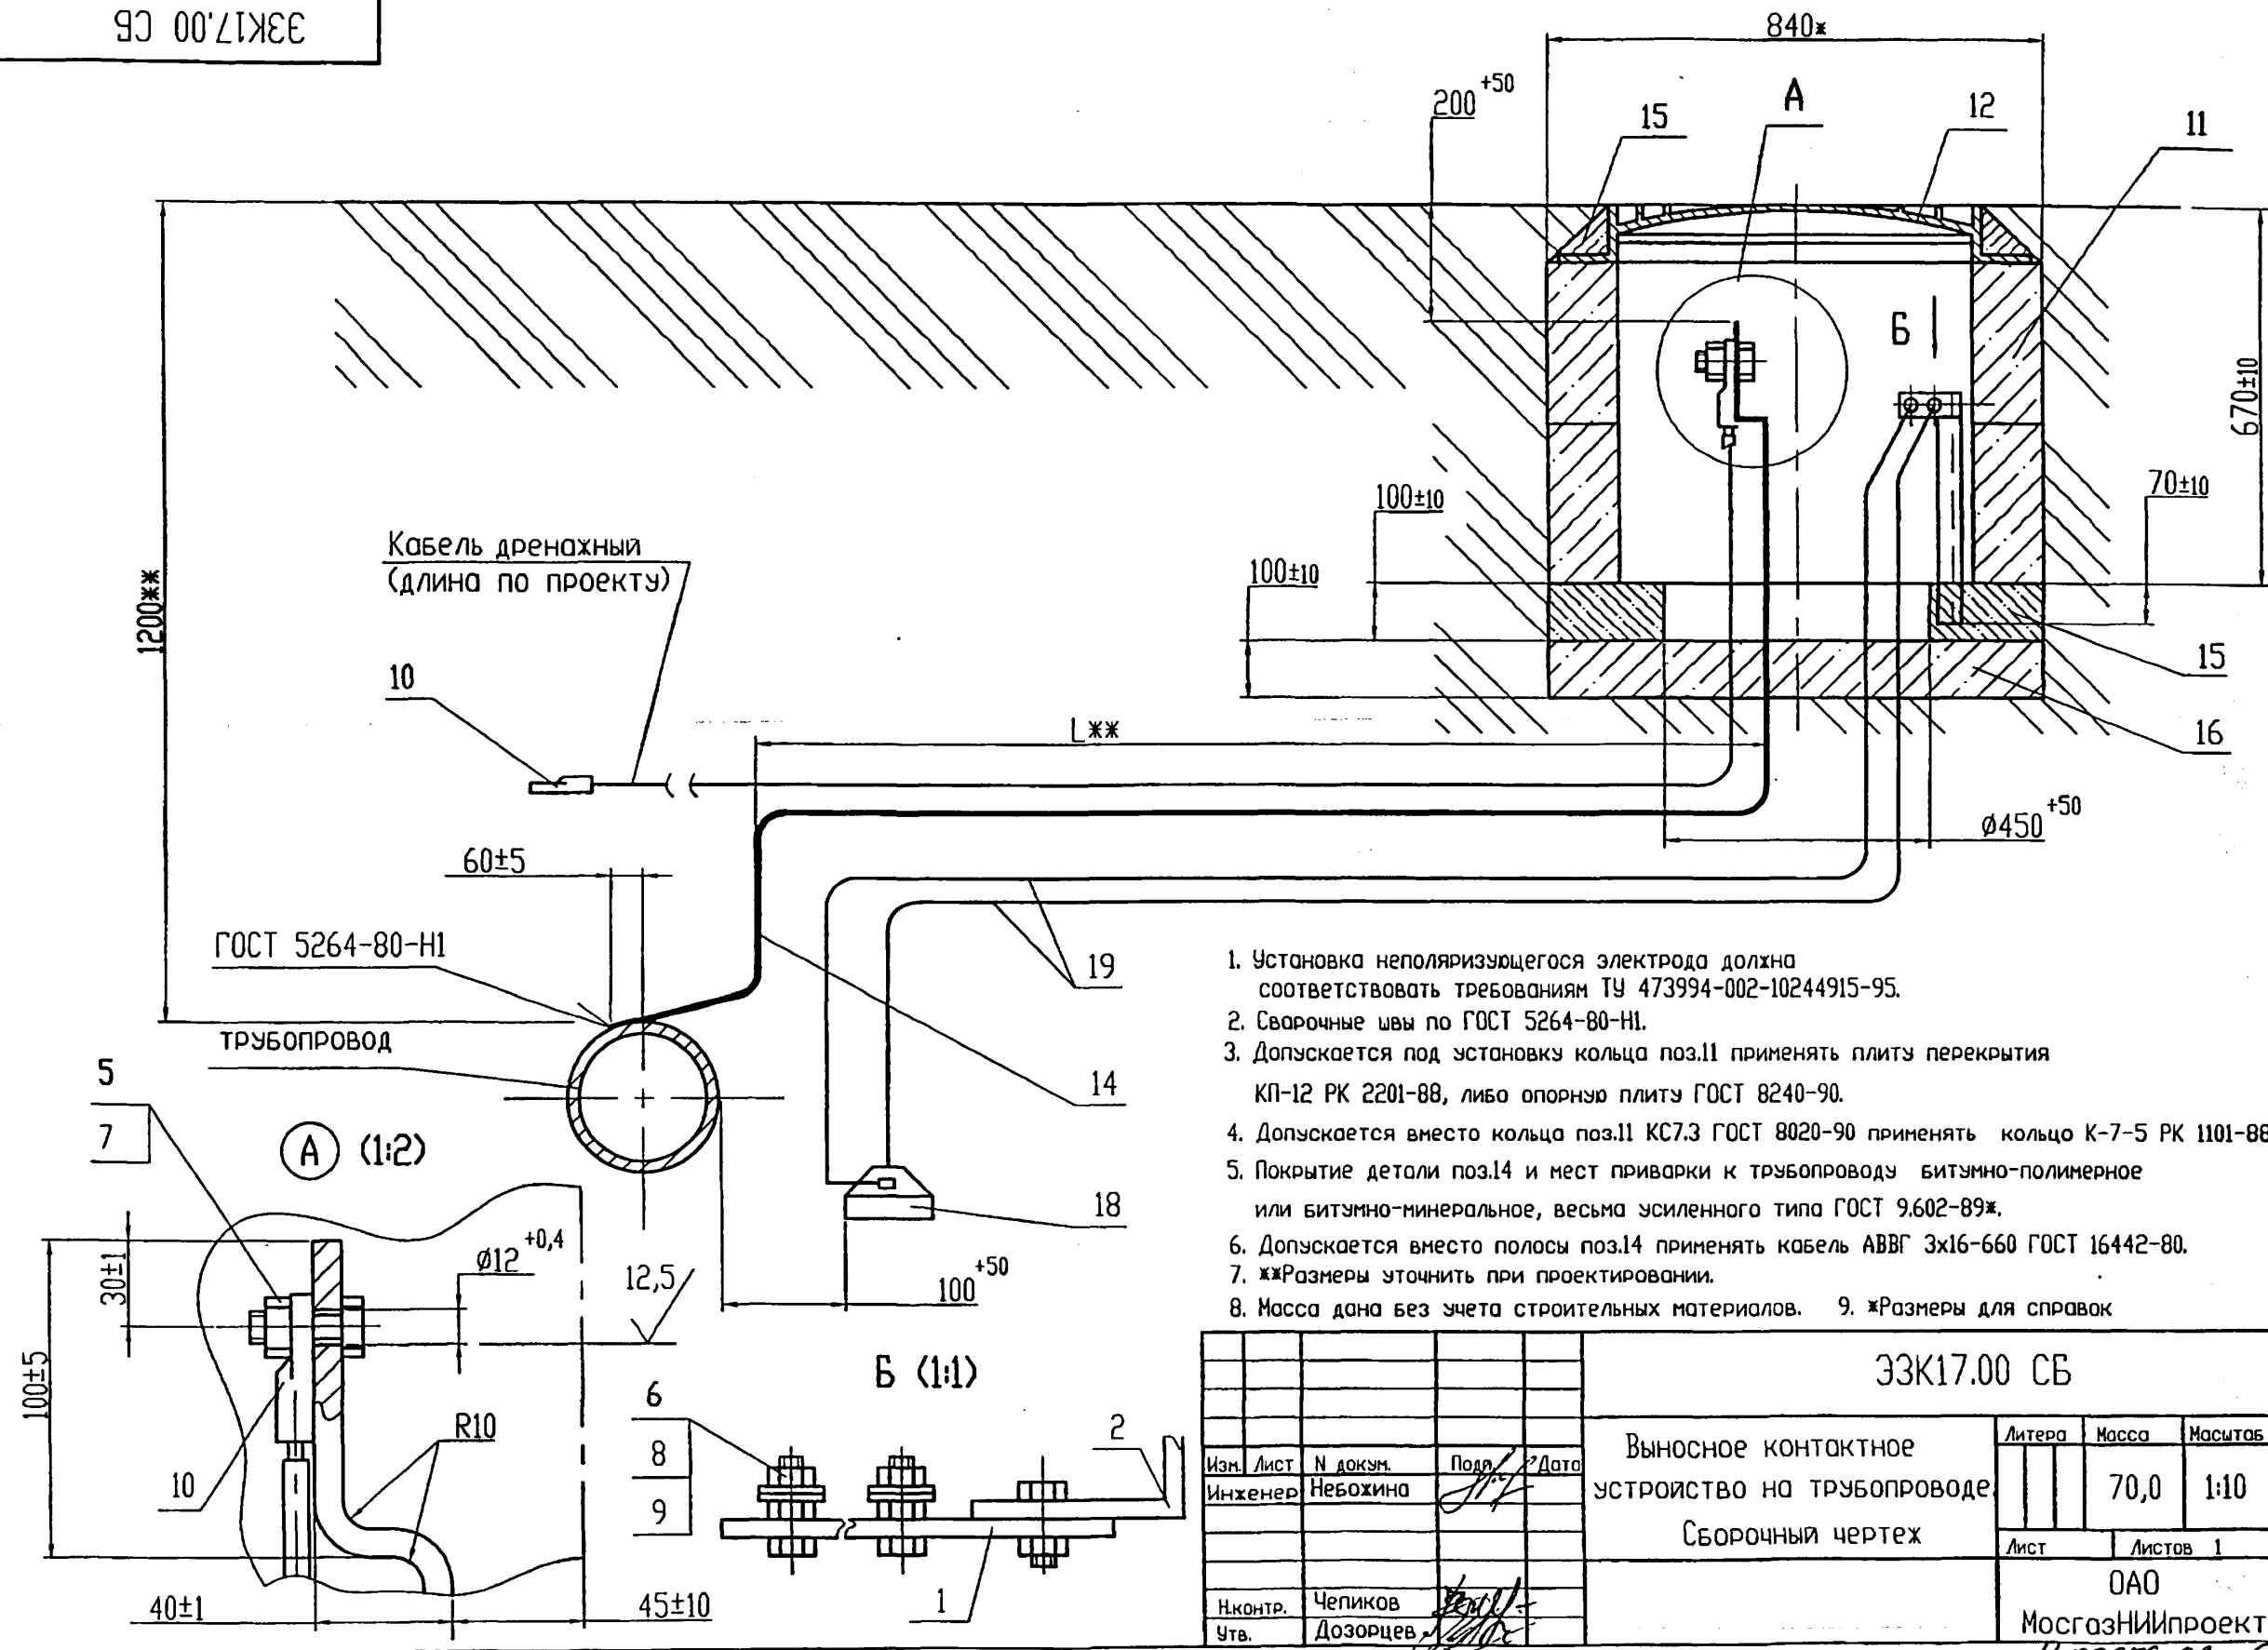 ЭЗК17.00 СБ
840*
200 +50
15
А
12
11
Б
670±10
70±10
100±10
100±10
1200**
Кабель дренажный
(длина по проекту)
10
L**
15
16
Ø450 +50
60±5
ГОСТ 5264-80-Н1
ТРУБОПРОВОД
19
14
18
100 +50
5
7
А (1:2)
30±1
100±5
Ø12 +0,4
12,5
R10
10
40±1
45±10
Б (1:1)
6
8
9
2
1
1. Установка неполяризующегося электрода должна
соответствовать требованиям ТУ 473994-002-10244915-95.
2. Сварочные швы по ГОСТ 5264-80-Н1.
3. Допускается под установку кольца поз.11 применять плиту перекрытия
КП-12 РК 2201-88, либо опорную плиту ГОСТ 8240-90.
4. Допускается вместо кольца поз.11 КС7.3 ГОСТ 8020-90 применять кольцо К-7-5 РК 1101-88
5. Покрытие детали поз.14 и мест приварки к трубопроводу битумно-полимерное
или битумно-минеральное, весьма усиленного типа ГОСТ 9.602-89*.
6. Допускается вместо полосы поз.14 применять кабель АВВГ 3х16-660 ГОСТ 16442-80.
7. **Размеры уточнить при проектировании.
8. Масса дана без учета строительных материалов. 9. *Размеры для справок
ЭЗК17.00 СБ
Изм. Лист N докум. Подп. Дата
Инженер Небожина
Н.контр. Чепиков
Утв. Дозорцев
Выносное контактное
устройство на трубопроводе.
Сборочный чертеж
Литера Масса Масштаб
70,0 1:10
Лист Листов 1
ОАО
МосгазНИИпроект